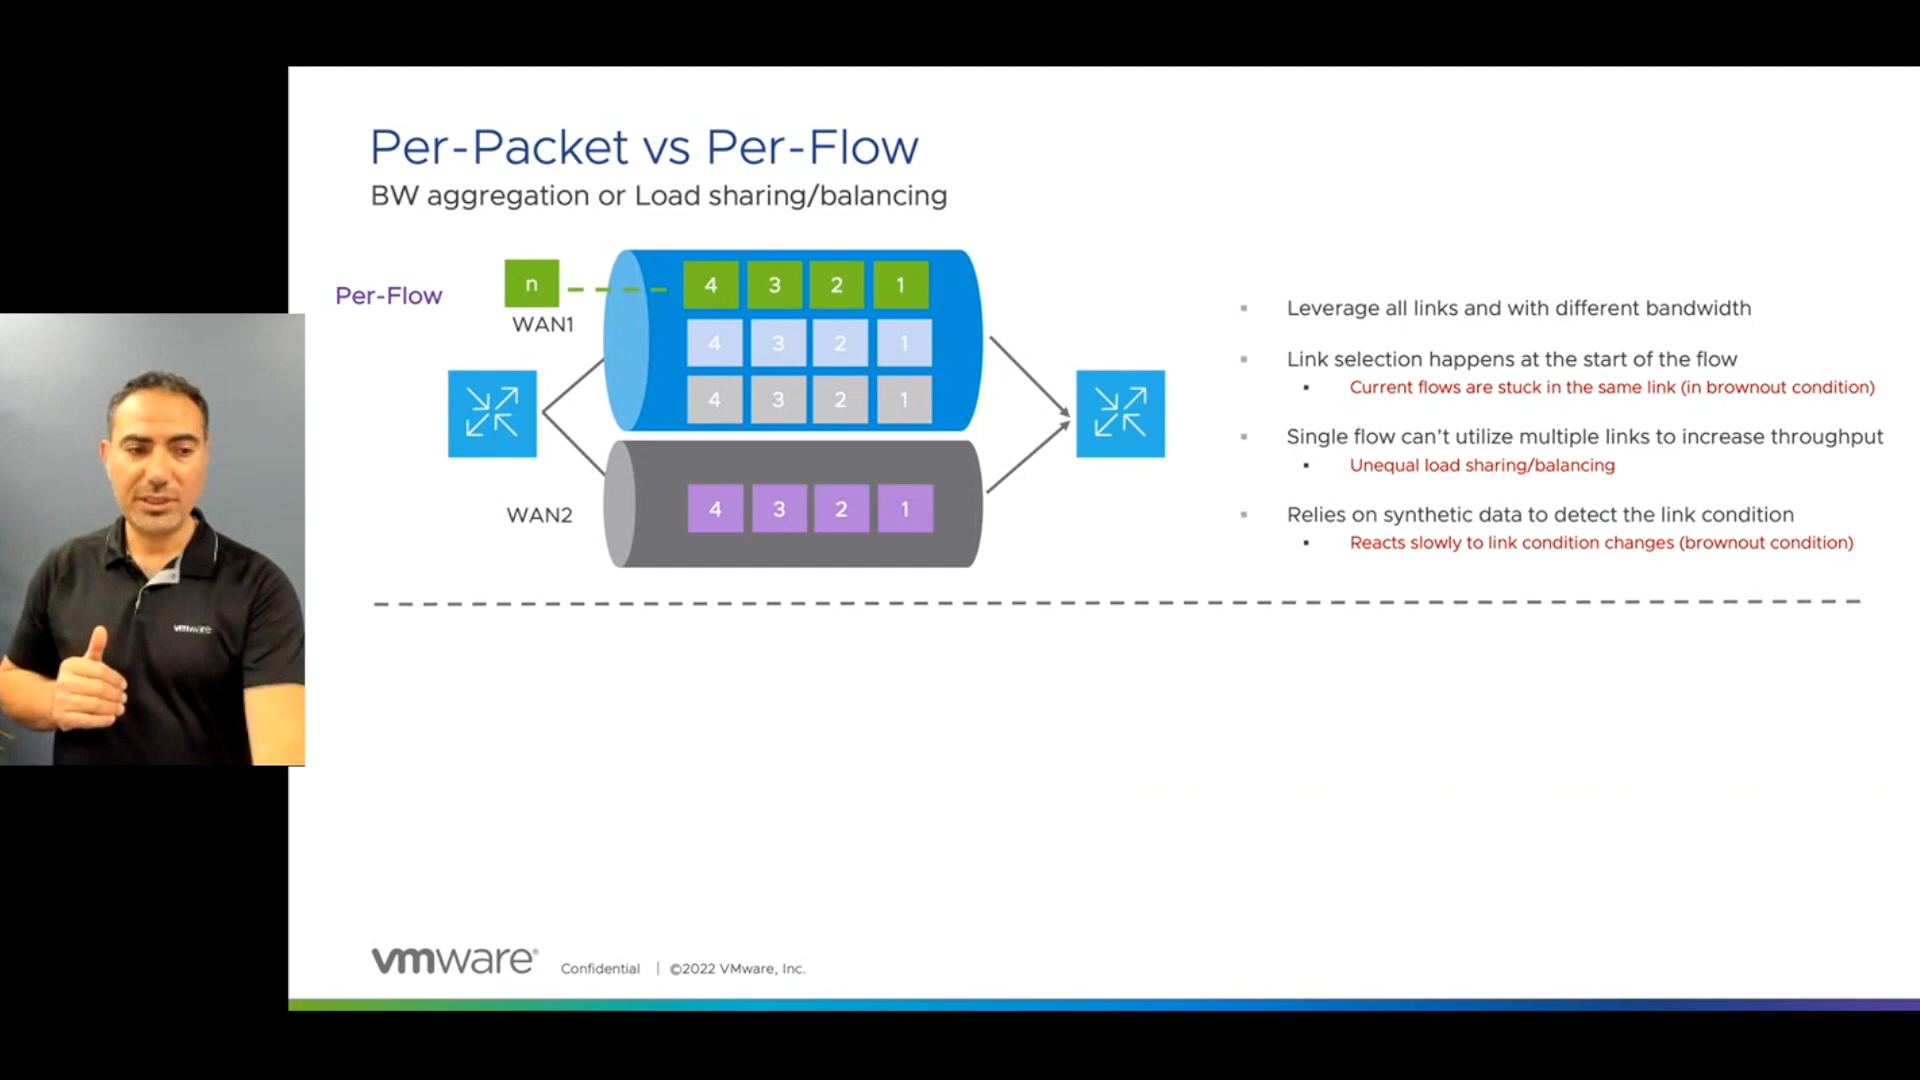 Per-Packet vs Per-Flow
BW aggregation or Load sharing/balancing
Per-Flow
n
4 3 2 1
WAN1
4 3 2 1
4 3 2 1
WAN2
4 3 2 1
Leverage all links and with different bandwidth
Link selection happens at the start of the flow
Current flows are stuck in the same link (in brownout condition)
Single flow can't utilize multiple links to increase throughput
Unequal load sharing/balancing
Relies on synthetic data to detect the link condition
Reacts slowly to link condition changes (brownout condition)
vmware
vmware® Confidential | ©2022 VMware, Inc.